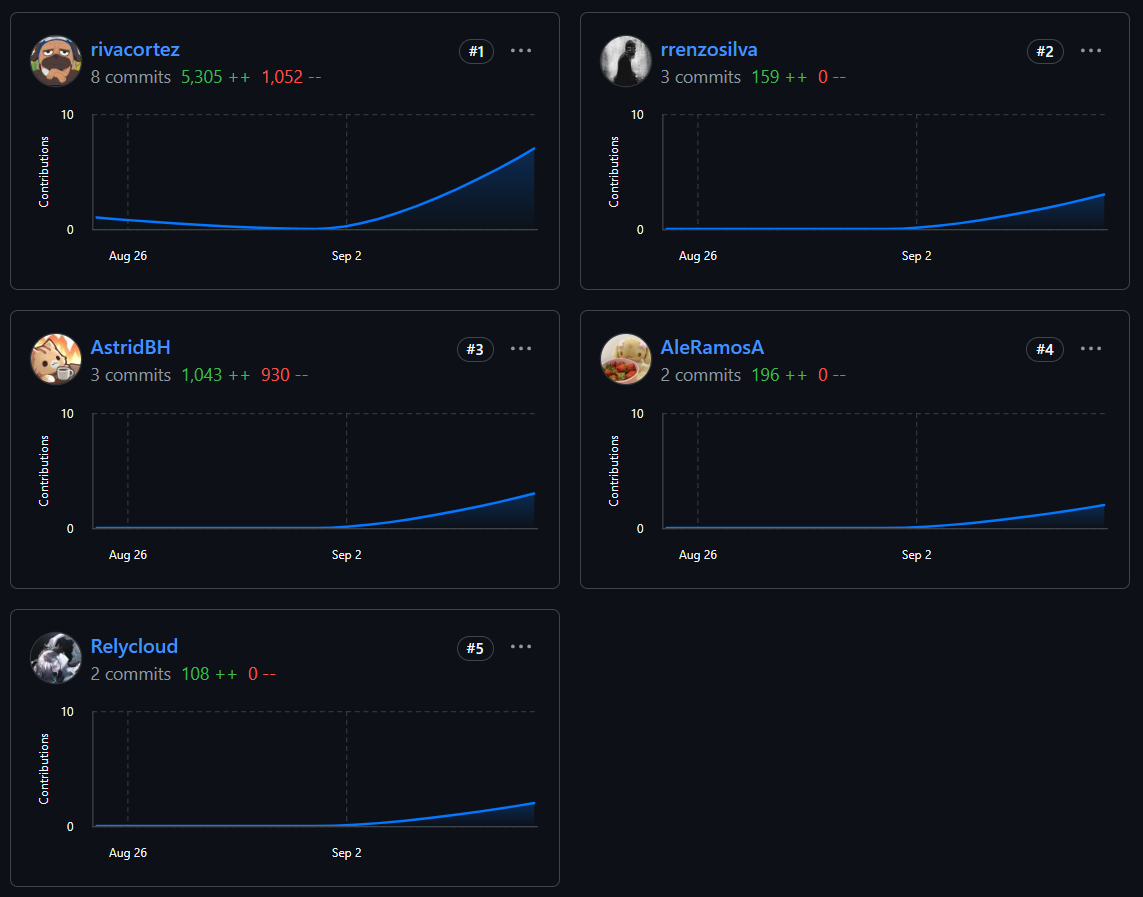 rivacortez #1
8 commits 5,305 ++ 1,052 --
10
Contributions
0
Aug 26 Sep 2
rrenzosilva #2
3 commits 159 ++ 0 --
10
Contributions
0
Aug 26 Sep 2
AstridBH #3
3 commits 1,043 ++ 930 --
10
Contributions
0
Aug 26 Sep 2
AleRamosA #4
2 commits 196 ++ 0 --
10
Contributions
0
Aug 26 Sep 2
Relycloud #5
2 commits 108 ++ 0 --
10
Contributions
0
Aug 26 Sep 2